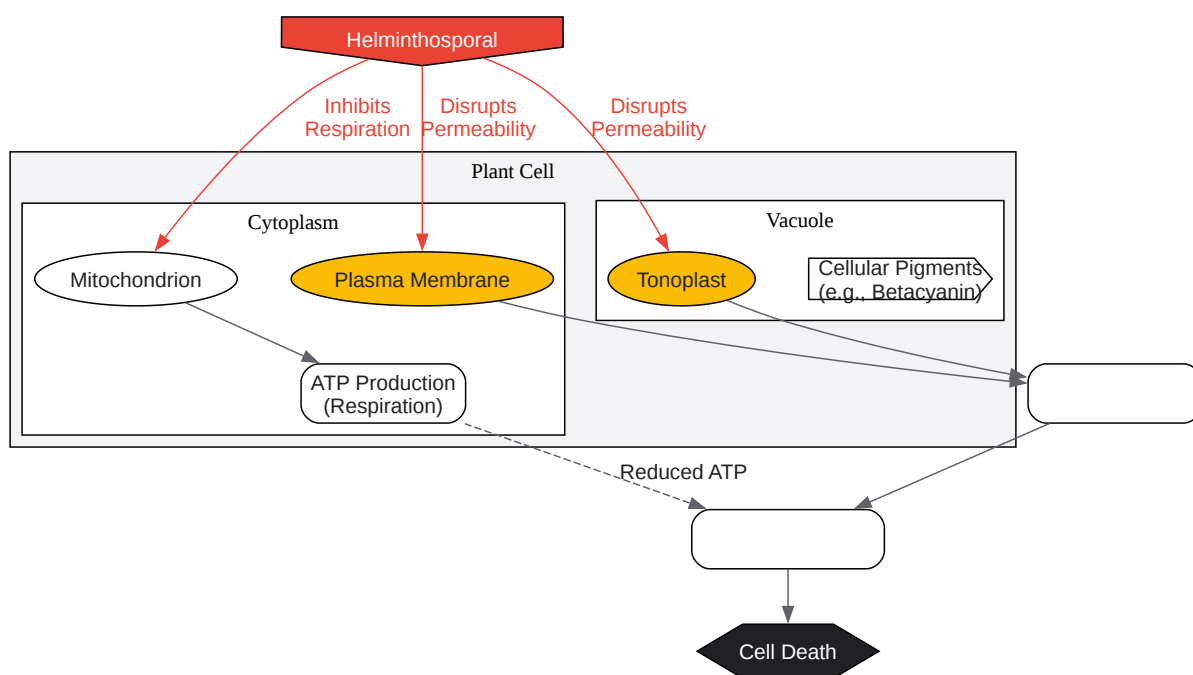 Helminthosporal
Inhibits
Respiration
Disrupts
Permeability
Disrupts
Permeability
Plant Cell
Cytoplasm
Vacuole
Mitochondrion
Plasma Membrane
Tonoplast
Cellular Pigments
(e.g., Betacyanin)
ATP Production
(Respiration)
Reduced ATP
Cell Death